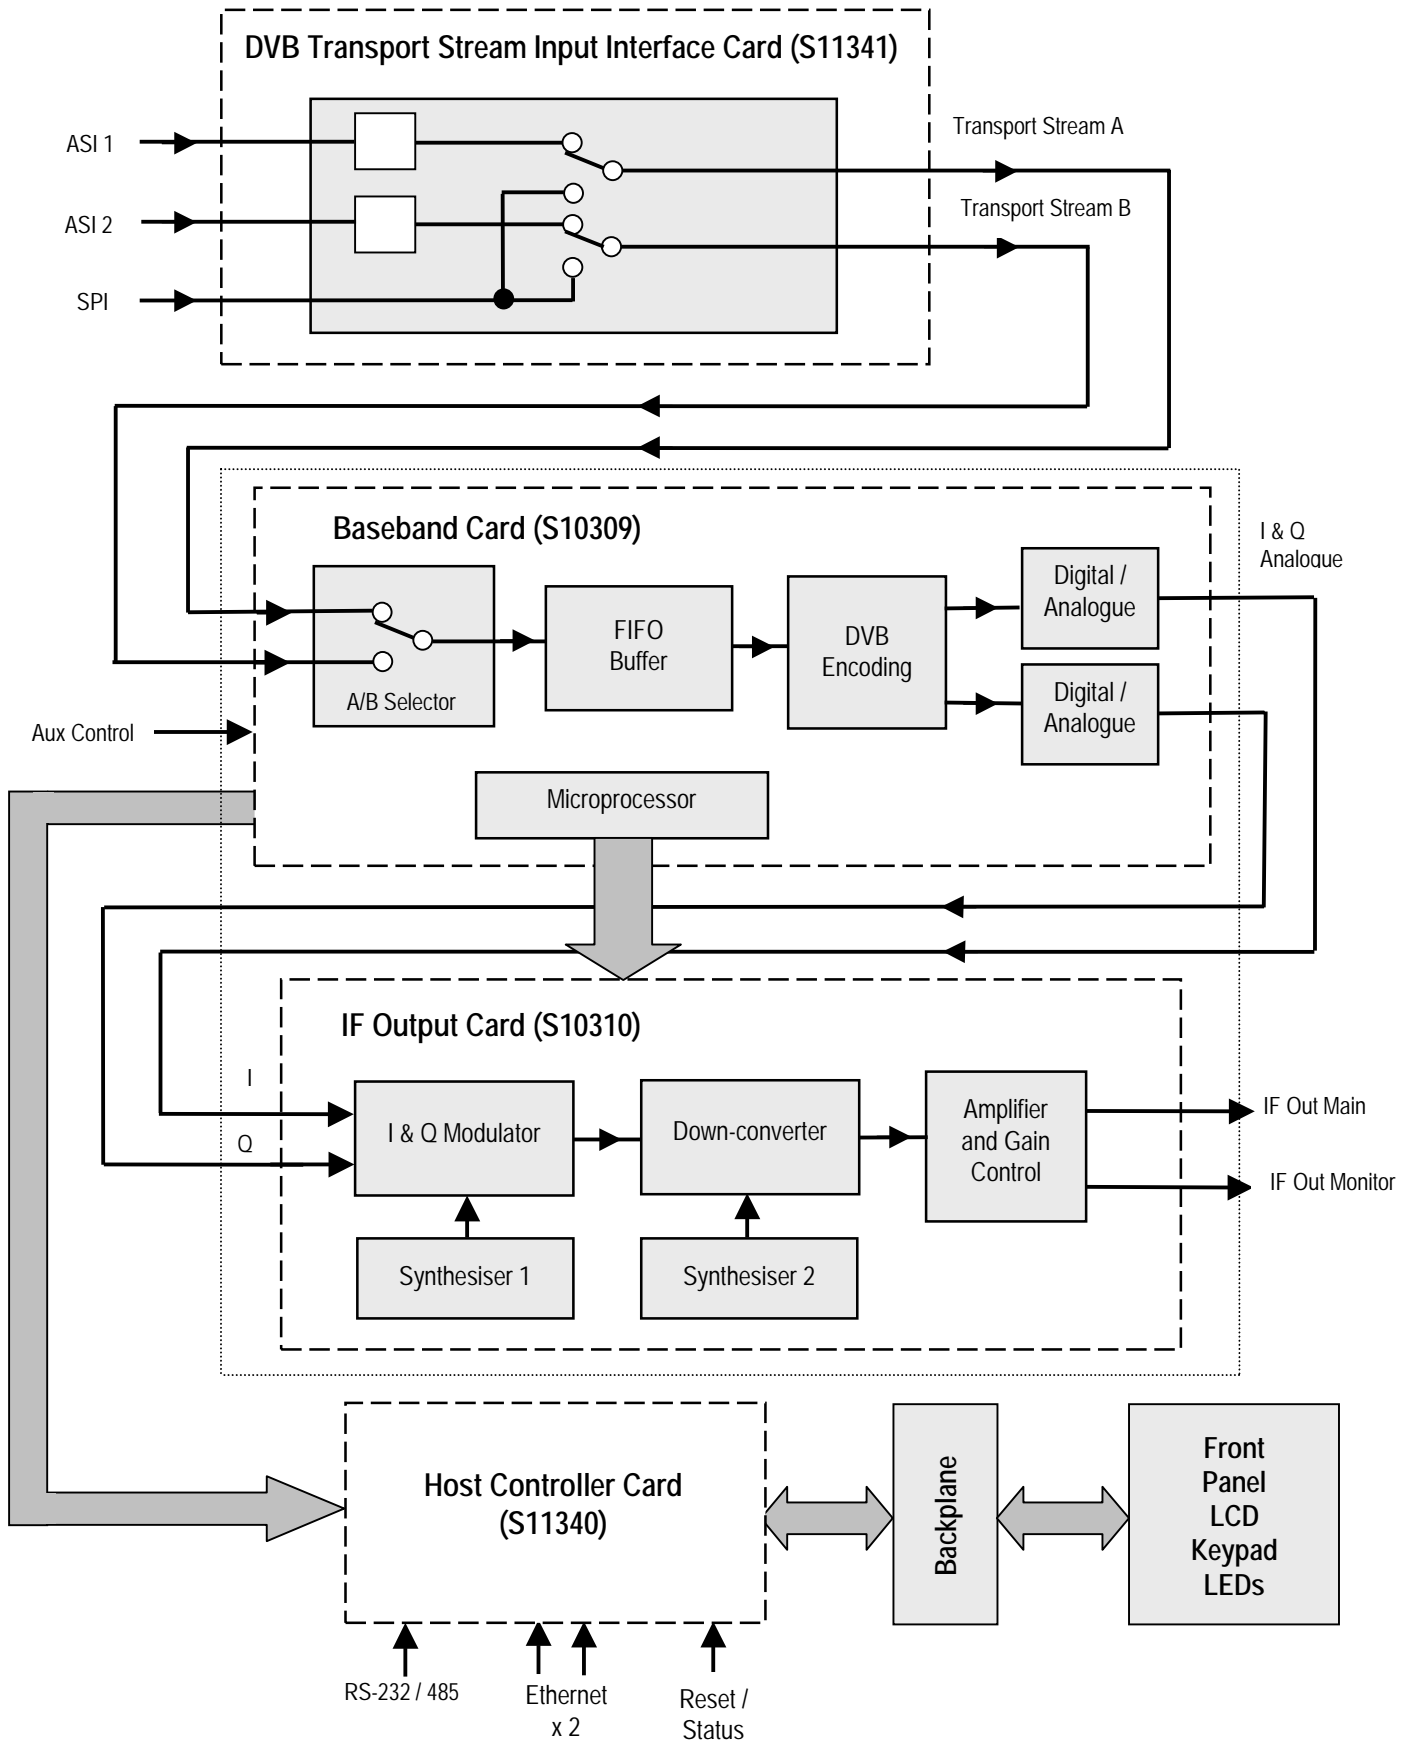 DVB Transport Stream Input Interface Card (S11341)
ASI 1
Transport Stream A
ASI 2
Transport Stream B
SPI
Baseband Card (S10309)
I & Q
Analogue
A/B Selector
FIFO
Buffer
DVB
Encoding
Digital /
Analogue
Digital /
Analogue
Aux Control
Microprocessor
IF Output Card (S10310)
I
Q
I & Q Modulator
Down-converter
Amplifier
and Gain
Control
IF Out Main
IF Out Monitor
Synthesiser 1
Synthesiser 2
Host Controller Card
(S11340)
Backplane
Front
Panel
LCD
Keypad
LEDs
RS-232 / 485
Ethernet
x 2
Reset /
Status